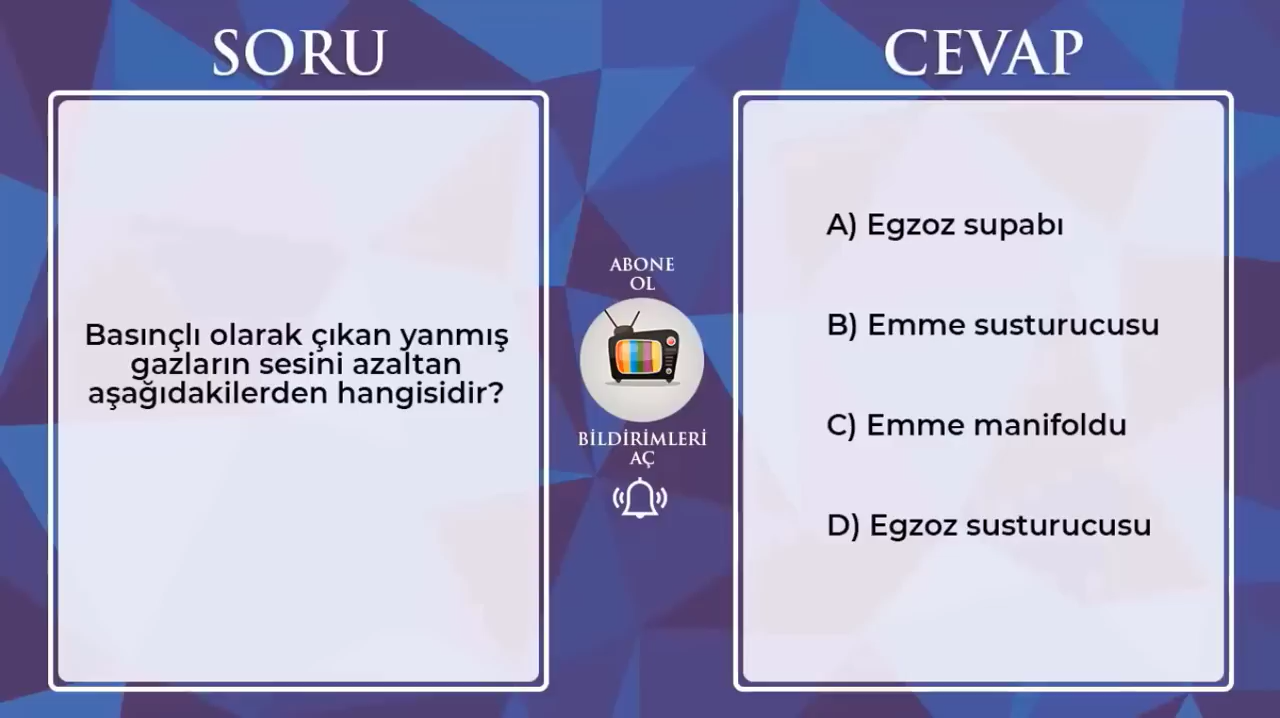 SORU
Basınçlı olarak çıkan yanmış
gazların sesini azaltan
aşağıdakilerden hangisidir?
ABONE
OL
BİLDİRİMLERİ
AÇ
CEVAP
A) Egzoz supabı
B) Emme susturucusu
C) Emme manifoldu
D) Egzoz susturucusu